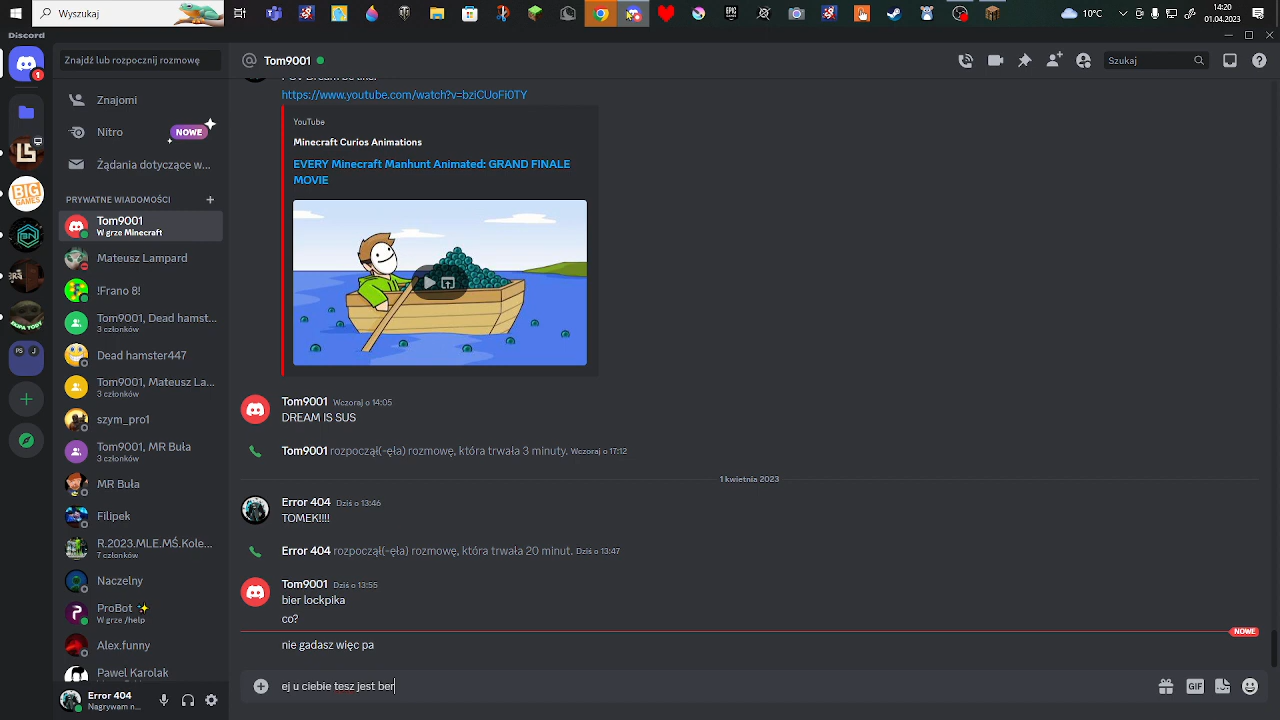 Szukaj
10°C
14:20
01.04.2023
Discord
Znajdź lub rozpocznij rozmowę
Tom9001
Szukaj
1
Znajomi
Nitro
NOWE
Żądania dotyczące w...
PRYWATNE WIADOMOŚCI
Tom9001
W grze Minecraft
Mateusz Lampard
!Frano 8!
Tom9001, Dead hamst...
3 członków
Dead hamster447
Tom9001, Mateusz La...
3 członków
szym_pro1
Tom9001, MR Buła
3 członków
MR Buła
Filipek
R.2023.MLE.MŚ.Kole...
7 członków
Naczelny
ProBot
W grze /help
Alex.funny
Pawel Karolak
Error 404
Nagrywam n...
BIG
GAMES
PS J
https://www.youtube.com/watch?v=bziCUoFi0TY
YouTube
Minecraft Curios Animations
EVERY Minecraft Manhunt Animated: GRAND FINALE
MOVIE
Tom9001 Wczoraj o 14:05
DREAM IS SUS
Tom9001 rozpoczął(-ęła) rozmowę, która trwała 3 minuty. Wczoraj o 17:12
1 kwietnia 2023
Error 404 Dziś o 13:46
TOMEK!!!!
Error 404 rozpoczął(-ęła) rozmowę, która trwała 20 minut. Dziś o 13:47
Tom9001 Dziś o 13:55
bier lockpika
co?
NOWE
nie gadasz więc pa
ej u ciebie tesz jest ber
GIF